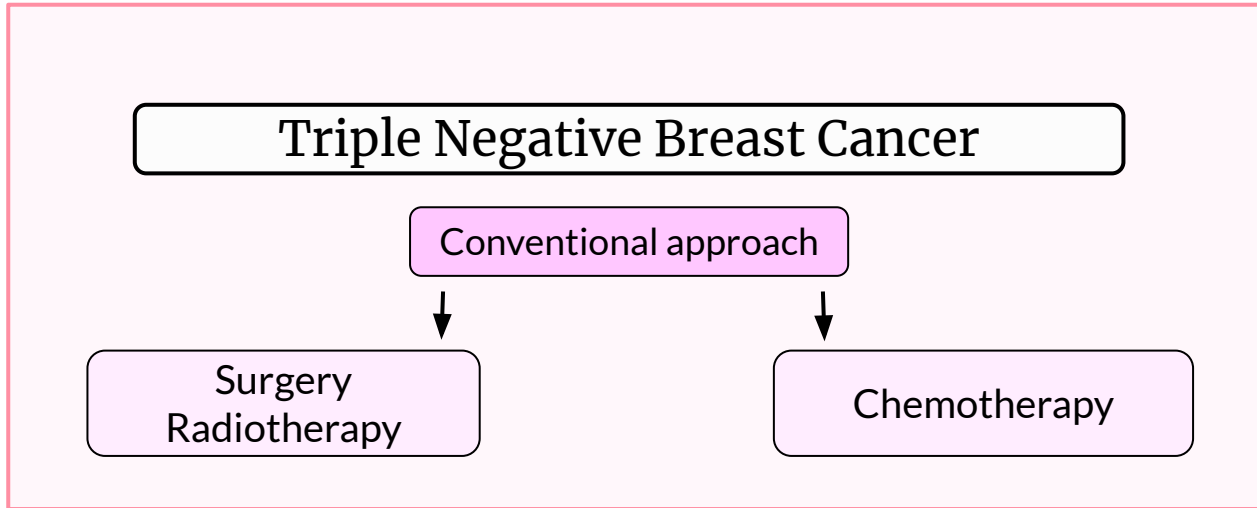 Triple Negative Breast Cancer
Conventional approach
Surgery
Radiotherapy
Chemotherapy